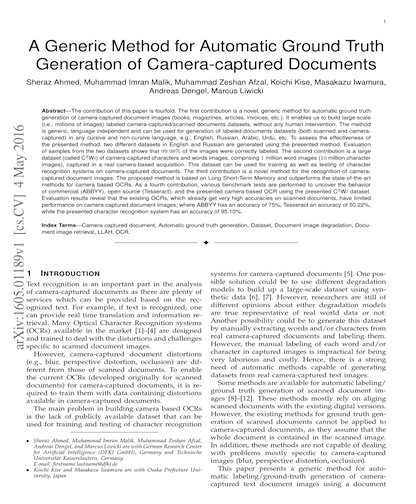 1
A Generic Method for Automatic Ground Truth
Generation of Camera-captured Documents
Sheraz Ahmed, Muhammad Imran Malik, Muhammad Zeshan Afzal, Koichi Kise, Masakazu Iwamura,
Andreas Dengel, Marcus Liwicki
Abstract—The contribution of this paper is fourfold. The first contribution is a novel, generic method for automatic ground truth
generation of camera-captured document images (books, magazines, articles, invoices, etc.). It enables us to build large-scale
(i.e., millions of images) labeled camera-captured/scanned documents datasets, without any human intervention. The method
is generic, language independent and can be used for generation of labeled documents datasets (both scanned and camera-
captured) in any cursive and non-cursive language, e.g., English, Russian, Arabic, Urdu, etc. To assess the effectiveness of
the presented method, two different datasets in English and Russian are generated using the presented method. Evaluation
of samples from the two datasets shows that 99.98% of the images were correctly labeled. The second contribution is a large
dataset (called C³Wi) of camera-captured characters and words images, comprising 1 million word images (10 million character
images), captured in a real camera-based acquisition. This dataset can be used for training as well as testing of character
recognition systems on camera-captured documents. The third contribution is a novel method for the recognition of camera-
captured document images. The proposed method is based on Long Short-Term Memory and outperforms the state-of-the-art
methods for camera based OCRs. As a fourth contribution, various benchmark tests are performed to uncover the behavior
of commercial (ABBYY), open source (Tesseract), and the presented camera-based OCR using the presented C³Wi dataset.
Evaluation results reveal that the existing OCRs, which already get very high accuracies on scanned documents, have limited
performance on camera-captured document images; where ABBYY has an accuracy of 75%, Tesseract an accuracy of 50.22%,
while the presented character recognition system has an accuracy of 95.10%.
Index Terms—Camera-captured document, Automatic ground truth generation, Dataset, Document image degradation, Docu-
ment image retrieval, LLAH, OCR.
1 INTRODUCTION
Text recognition is an important part in the analysis
of camera-captured documents as there are plenty of
services which can be provided based on the rec-
ognized text. For example, if text is recognized, one
can provide real time translation and information re-
trieval. Many Optical Character Recognition systems
(OCRs) available in the market [1]–[4] are designed
and trained to deal with the distortions and challenges
specific to scanned document images.
However, camera-captured document distortions
(e.g., blur, perspective distortion, occlusion) are dif-
ferent from those of scanned documents. To enable
the current OCRs (developed originally for scanned
documents) for camera-captured documents, it is re-
quired to train them with data containing distortions
available in camera-captured documents.
The main problem in building camera based OCRs
is the lack of publicly available dataset that can be
used for training and testing of character recognition
• Sheraz Ahmed, Muhammad Imran Malik, Muhammad Zeshan Afzal,
Andreas Dengel, and Marcus Liwicki are with German Research Center
for Artificial Intelligence (DFKI GmbH), Germany and Technische
Universität Kaiserslautern, Germany.
E-mail: firstname.lastname@dfki.de
• Koichi Kise and Masakazu Iwamura are with Osaka Prefecture Uni-
versity, Japan
systems for camera-captured documents [5]. One pos-
sible solution could be to use different degradation
models to build up a large-scale dataset using syn-
thetic data [6], [7]. However, researchers are still of
different opinions about either degradation models
are true representative of real world data or not.
Another possibility could be to generate this dataset
by manually extracting words and/or characters from
real camera-captured documents and labeling them.
However, the manual labeling of each word and/or
character in captured images is impractical for being
very laborious and costly. Hence, there is a strong
need of automatic methods capable of generating
datasets from real camera-captured text images.
Some methods are available for automatic labeling/
ground truth generation of scanned document im-
ages [8]–[12]. These methods mostly rely on aligning
scanned documents with the existing digital versions.
However, the existing methods for ground truth gen-
eration of scanned documents cannot be applied to
camera-captured documents, as they assume that the
whole document is contained in the scanned image.
In addition, these methods are not capable of dealing
with problems mostly specific to camera-captured
images (blur, perspective distortion, occlusion).
This paper presents a generic method for auto-
matic labeling/ground-truth generation of camera-
captured text document images using a document
arXiv:1605.01189v1 [cs.CV] 4 May 2016